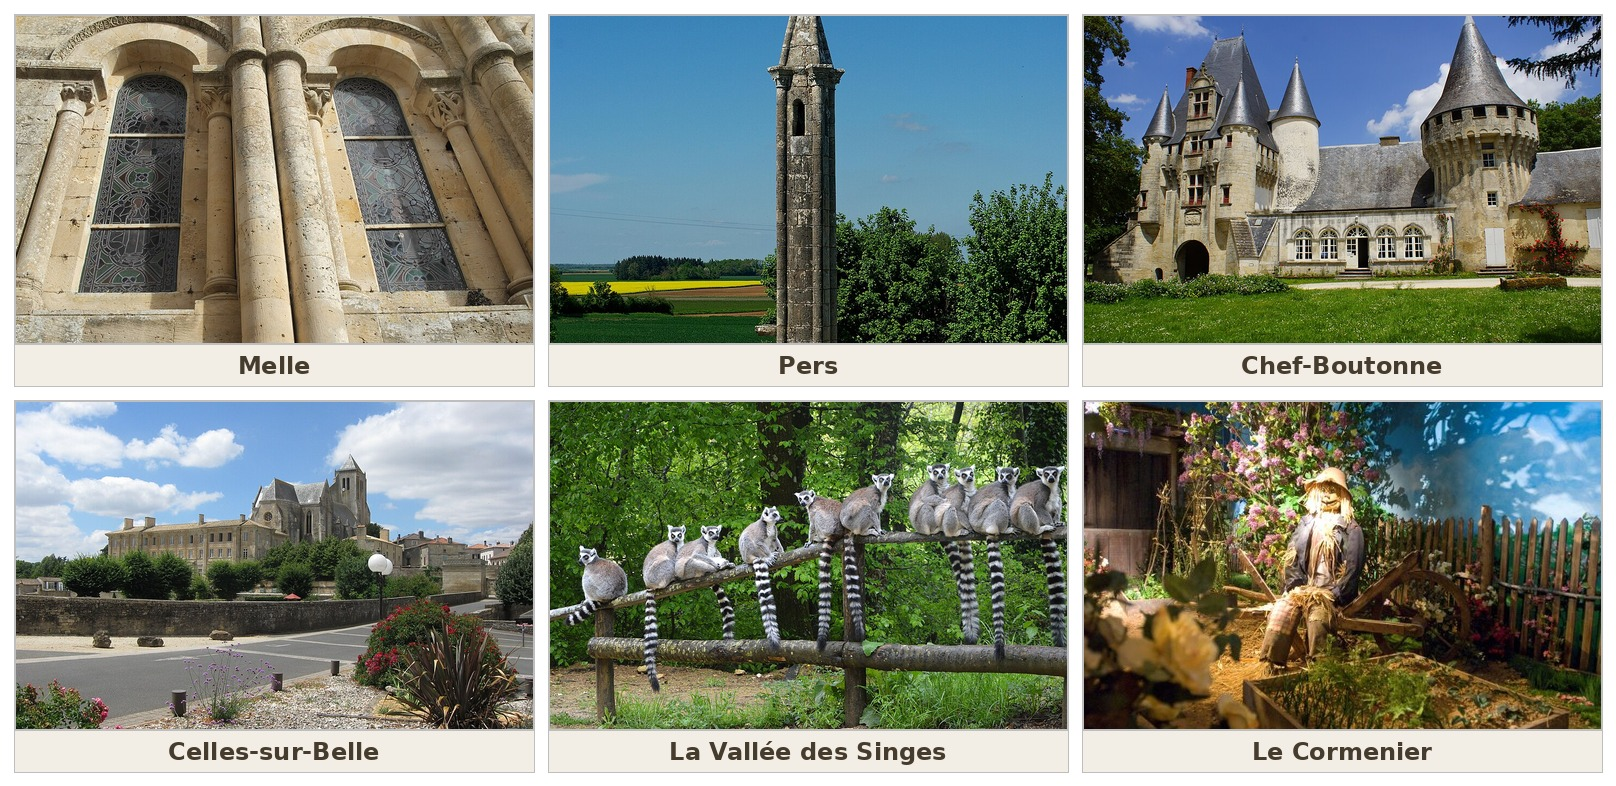 Melle
Pers
Chef-Boutonne
Celles-sur-Belle
La Vallée des Singes
Le Cormenier